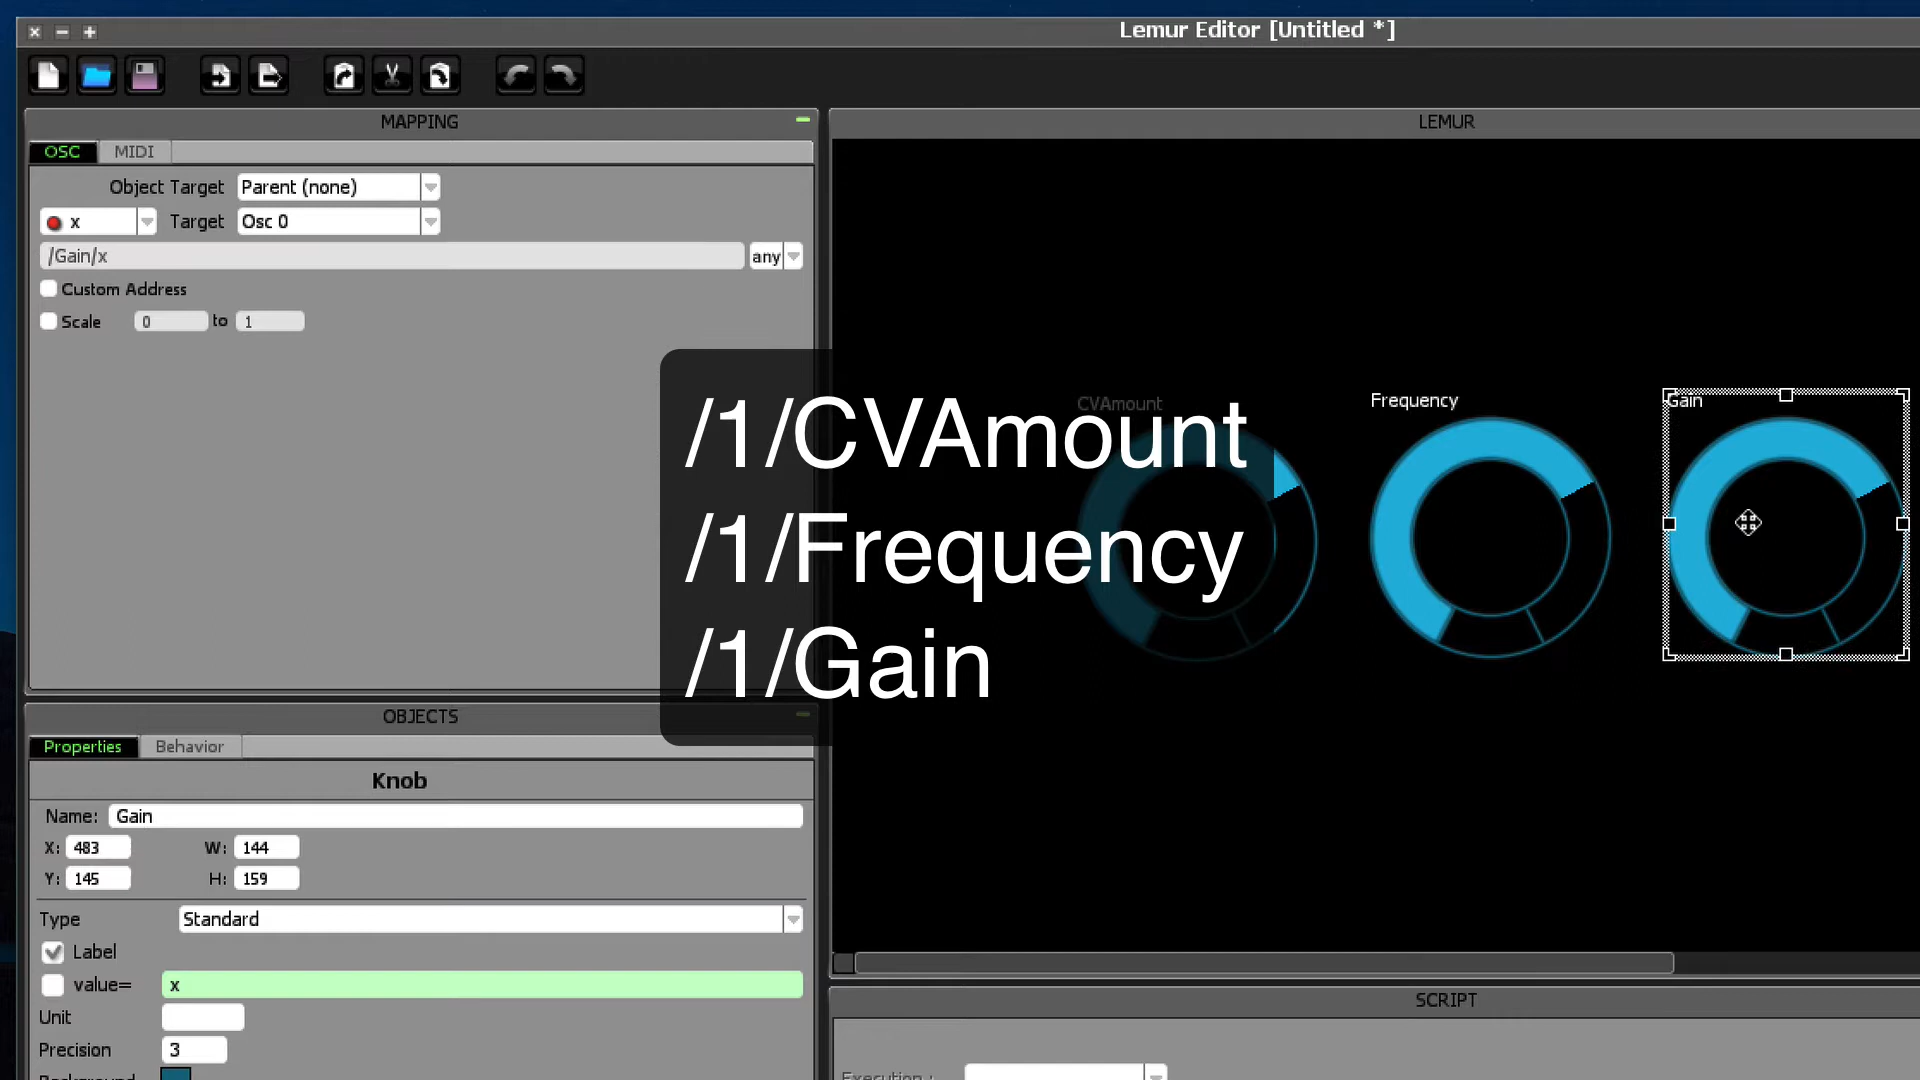 Lemur Editor [Untitled *]
MAPPING
LEMUR
OSC
MIDI
Object Target
Parent (none)
x
Target
Osc 0
/Gain/x
any
Custom Address
Scale
0
to
1
CVAmount
Frequency
Gain
/1/CVAmount
/1/Frequency
/1/Gain
OBJECTS
Properties
Behavior
Knob
Name:
Gain
X:
483
W:
144
Y:
145
H:
159
Type
Standard
Label
value=
x
Unit
Precision
3
Background
SCRIPT
Execution :